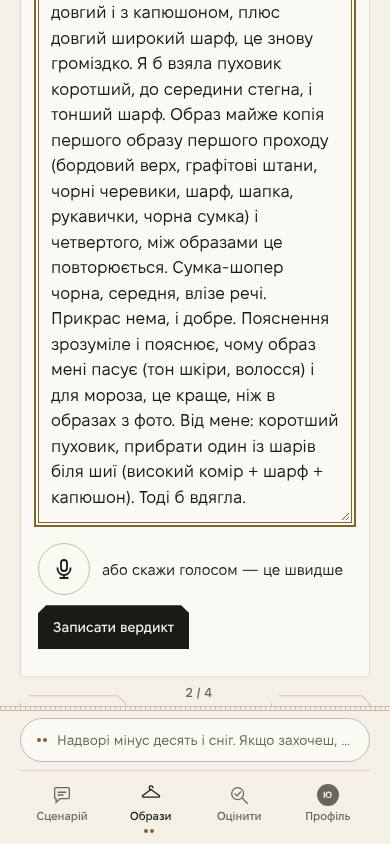 довгий і з капюшоном, плюс
довгий широкий шарф, це знову
громіздко. Я б взяла пуховик
коротший, до середини стегна, і
тонший шарф. Образ майже копія
першого образу першого проходу
(бордовий верх, графітові штани,
чорні черевики, шарф, шапка,
рукавички, чорна сумка) і
четвертого, між образами це
повторюється. Сумка-шопер
чорна, середня, влізе речі.
Прикрас нема, і добре. Пояснення
зрозуміле і пояснює, чому образ
мені пасує (тон шкіри, волосся) і
для мороза, це краще, ніж в
образах з фото. Від мене: коротший
пуховик, прибрати один із шарів
біля шиї (високий комір + шарф +
капюшон). Тоді б вдягла.
або скажи голосом — це швидше
Записати вердикт
2 / 4
Надворі мінус десять і сніг. Якщо захочеш, ...
Сценарій
Образи
Оцінити
Ю
Профіль